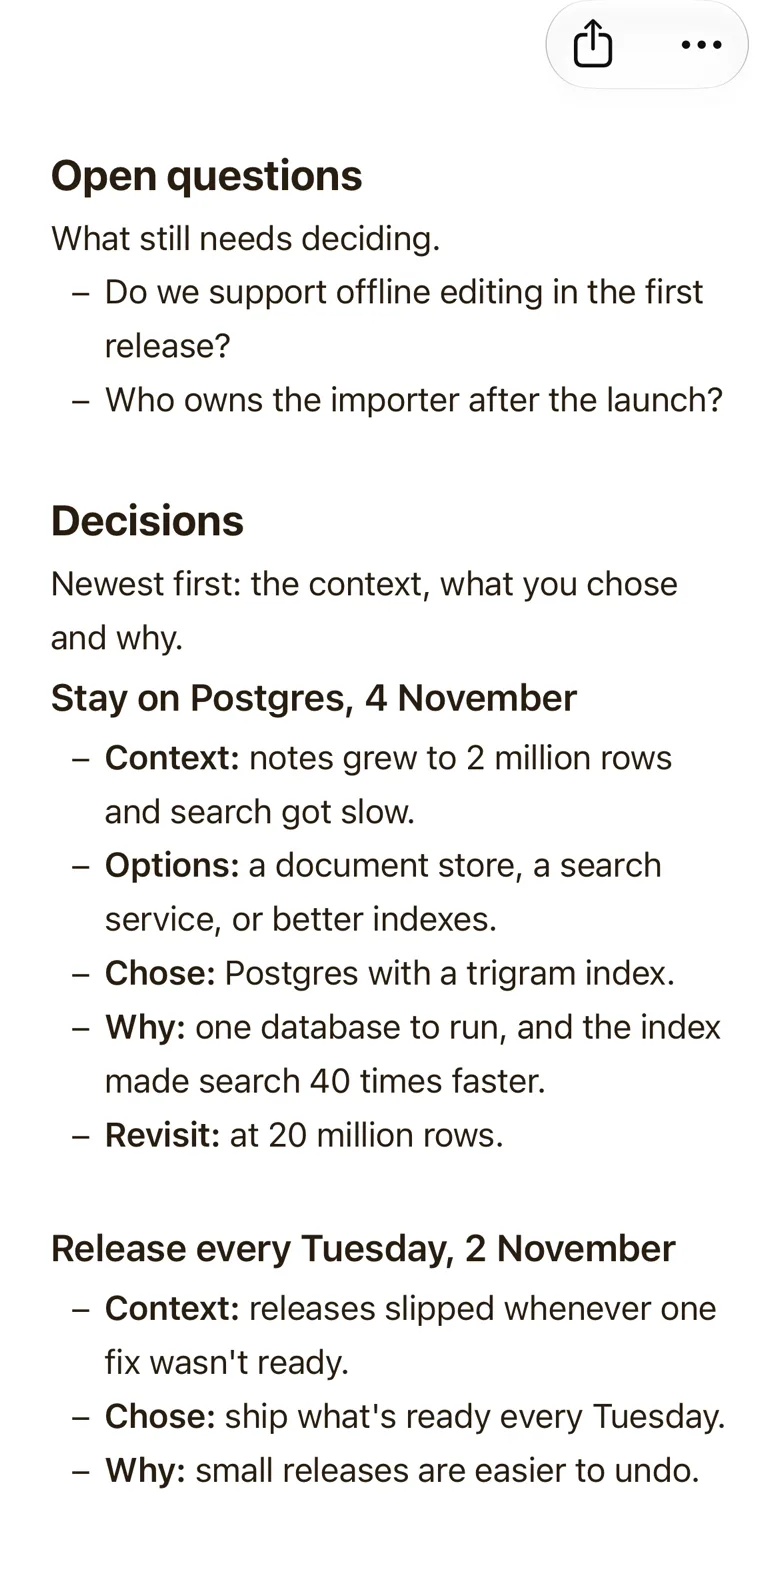 Open questions
What still needs deciding.
– Do we support offline editing in the first
release?
– Who owns the importer after the launch?
Decisions
Newest first: the context, what you chose
and why.
Stay on Postgres, 4 November
– Context: notes grew to 2 million rows
and search got slow.
– Options: a document store, a search
service, or better indexes.
– Chose: Postgres with a trigram index.
– Why: one database to run, and the index
made search 40 times faster.
– Revisit: at 20 million rows.
Release every Tuesday, 2 November
– Context: releases slipped whenever one
fix wasn't ready.
– Chose: ship what's ready every Tuesday.
– Why: small releases are easier to undo.